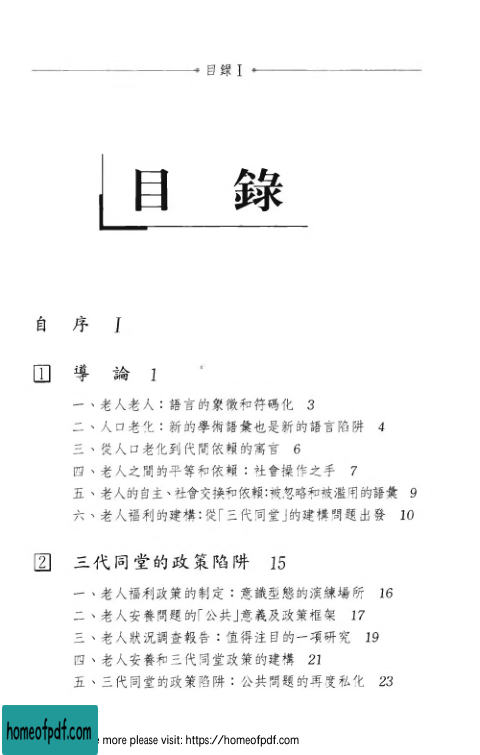 目錄 I
目 錄
自 序 I
1 導 論 1
一、老人老人：語言的象徵和符碼化 3
二、人口老化：新的學術語彙也是新的語言陷阱 4
三、從人口老化到代間依賴的寓言 6
四、老人之間的平等和依賴：社會操作之手 7
五、老人的自主、社會交換和依賴：被忽略和被濫用的語彙 9
六、老人福利的建構：從「三代同堂」的建構問題出發 10
2 三代同堂的政策陷阱 15
一、老人福利政策的制定：意識型態的演練場所 16
二、老人安養問題的「公共」意義及政策框架 17
三、老人狀況調查報告：值得注目的一項研究 19
四、老人安養和三代同堂政策的建構 21
五、三代同堂的政策陷阱：公共問題的再度私化 23
homeofpdf.com
more please visit: https://homeofpdf.com